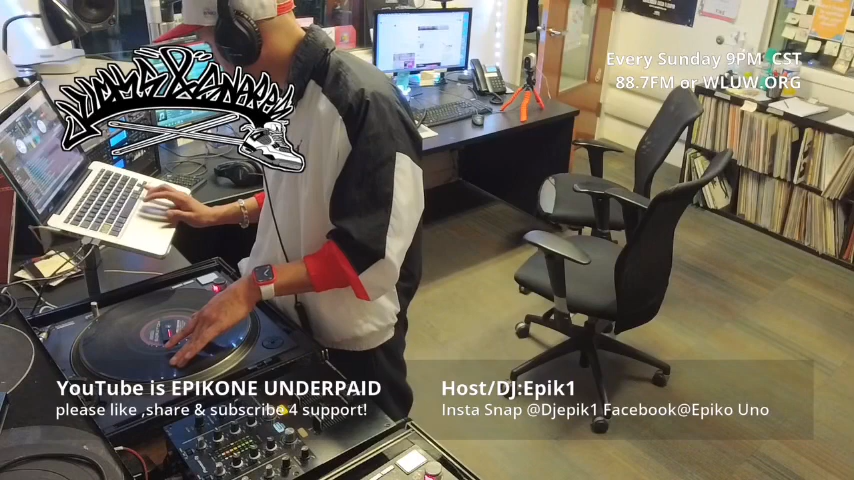 Every Sunday 9PM CST
88.7FM or WLUW.ORG
YouTube is EPIKONE UNDERPAID
please like ,share & subscribe 4 support!
Host/DJ:Epik1
Insta Snap @Djepik1 Facebook@Epiko Uno